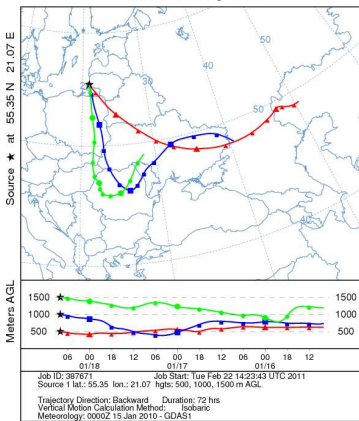 Source ★ at 55.35 N 21.07 E
30
40
50
60
50
Meters AGL
1500
1000
500
1500
1000
500
06 00 18 12 06 00 18 12 06 00 18 12
01/18 01/17 01/16
Job ID: 387671 Job Start: Tue Feb 22 14:23:43 UTC 2011
Source 1 lat.: 55.35 lon.: 21.07 hgts: 500, 1000, 1500 m AGL
Trajectory Direction: Backward Duration: 72 hrs
Vertical Motion Calculation Method: Isobaric
Meteorology: 0000Z 15 Jan 2010 - GDAS1